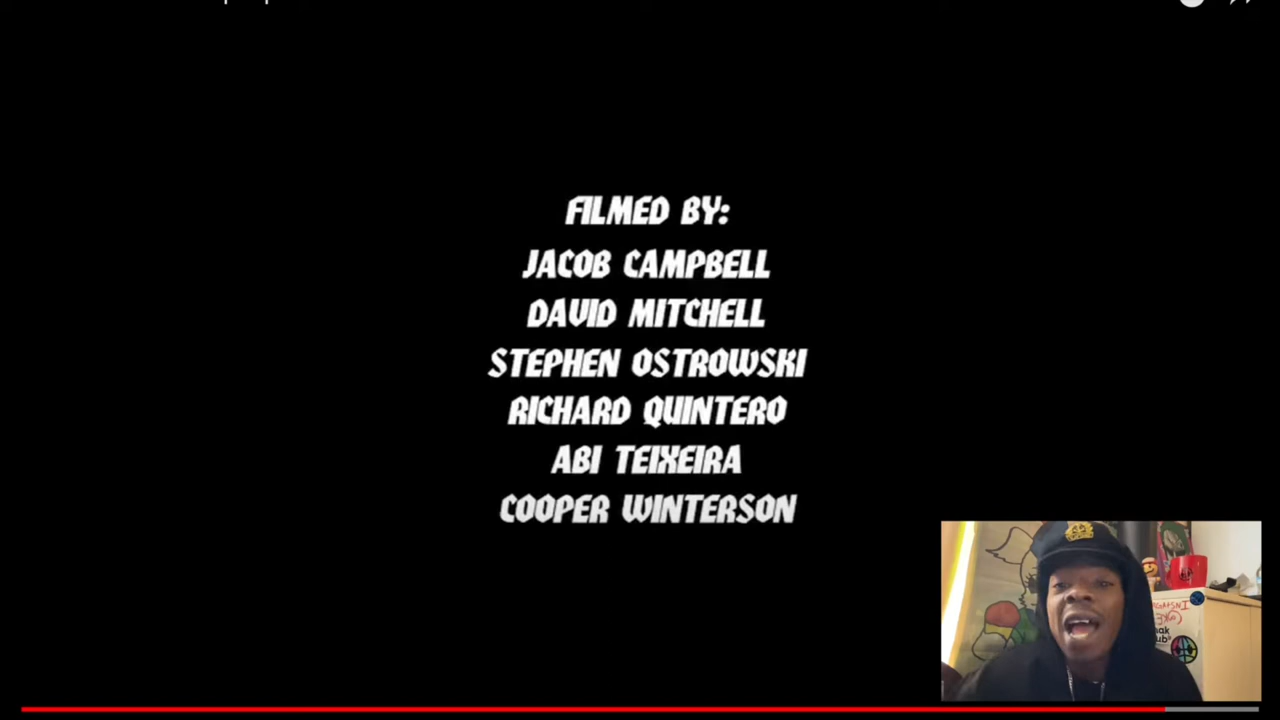 FILMED BY:
JACOB CAMPBELL
DAVID MITCHELL
STEPHEN OSTROWSKI
RICHARD QUINTERO
ABI TEIXEIRA
COOPER WINTERSON